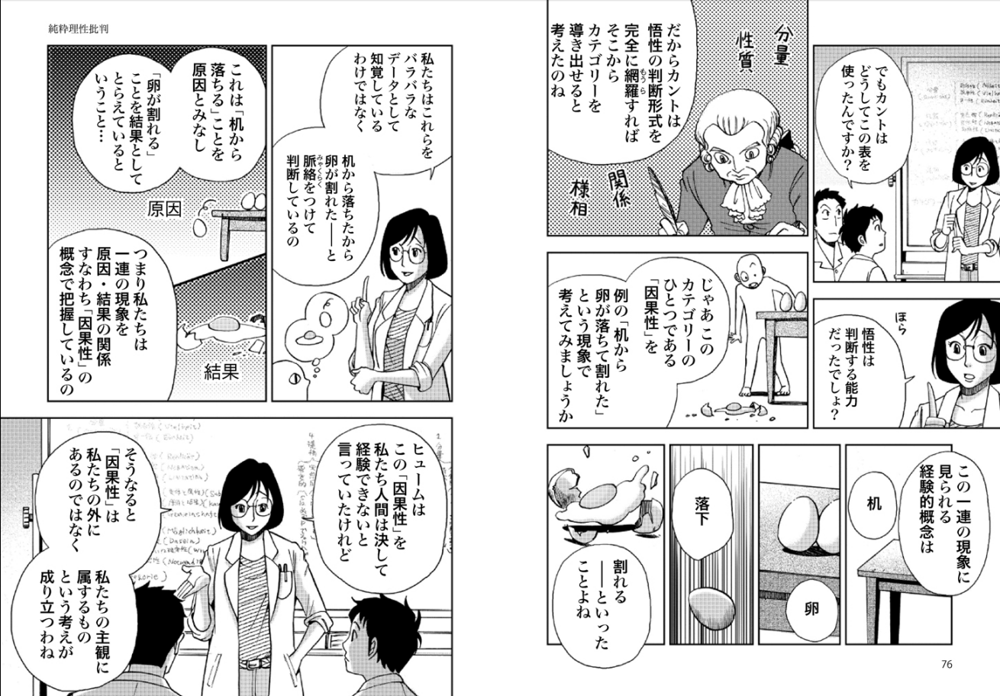 でもカントは
どうしてこの表を
使ったんですか？
ほら
悟性は
判断する能力
だったでしょ？
だからカントは
悟性の判断形式を
完全に網羅すれば
もうら
そこから
カテゴリーを
導き出せると
考えたのね
分量
性質
関係
様相
じゃあ この
カテゴリーの
ひとつである
「因果性」を
例の「机から
卵が落ちて割れた」
という現象で
考えてみましょうか
この一連の現象に
見られる
経験的概念は
机
卵
落下
割れる
——といった
ことよね
76
純粋理性批判
私たちはこれらを
バラバラな
データとして
知覚している
わけではなく
机から落ちたから
卵が割れた——と
脈絡をつけて
みゃくらく
判断しているの
これは「机から
落ちる」ことを
原因とみなし
「卵が割れる」
ことを結果として
とらえていると
いうこと…
原因
結果
つまり私たちは
一連の現象を
原因・結果の関係
すなわち「因果性」の
概念で把握しているの
ヒュームは
この「因果性」を
私たち人間は決して
経験できないと
言っていたけれど
そうなると
「因果性」は
私たちの外に
あるのではなく
私たちの主観に
属するもの
という考えが
成り立つわね